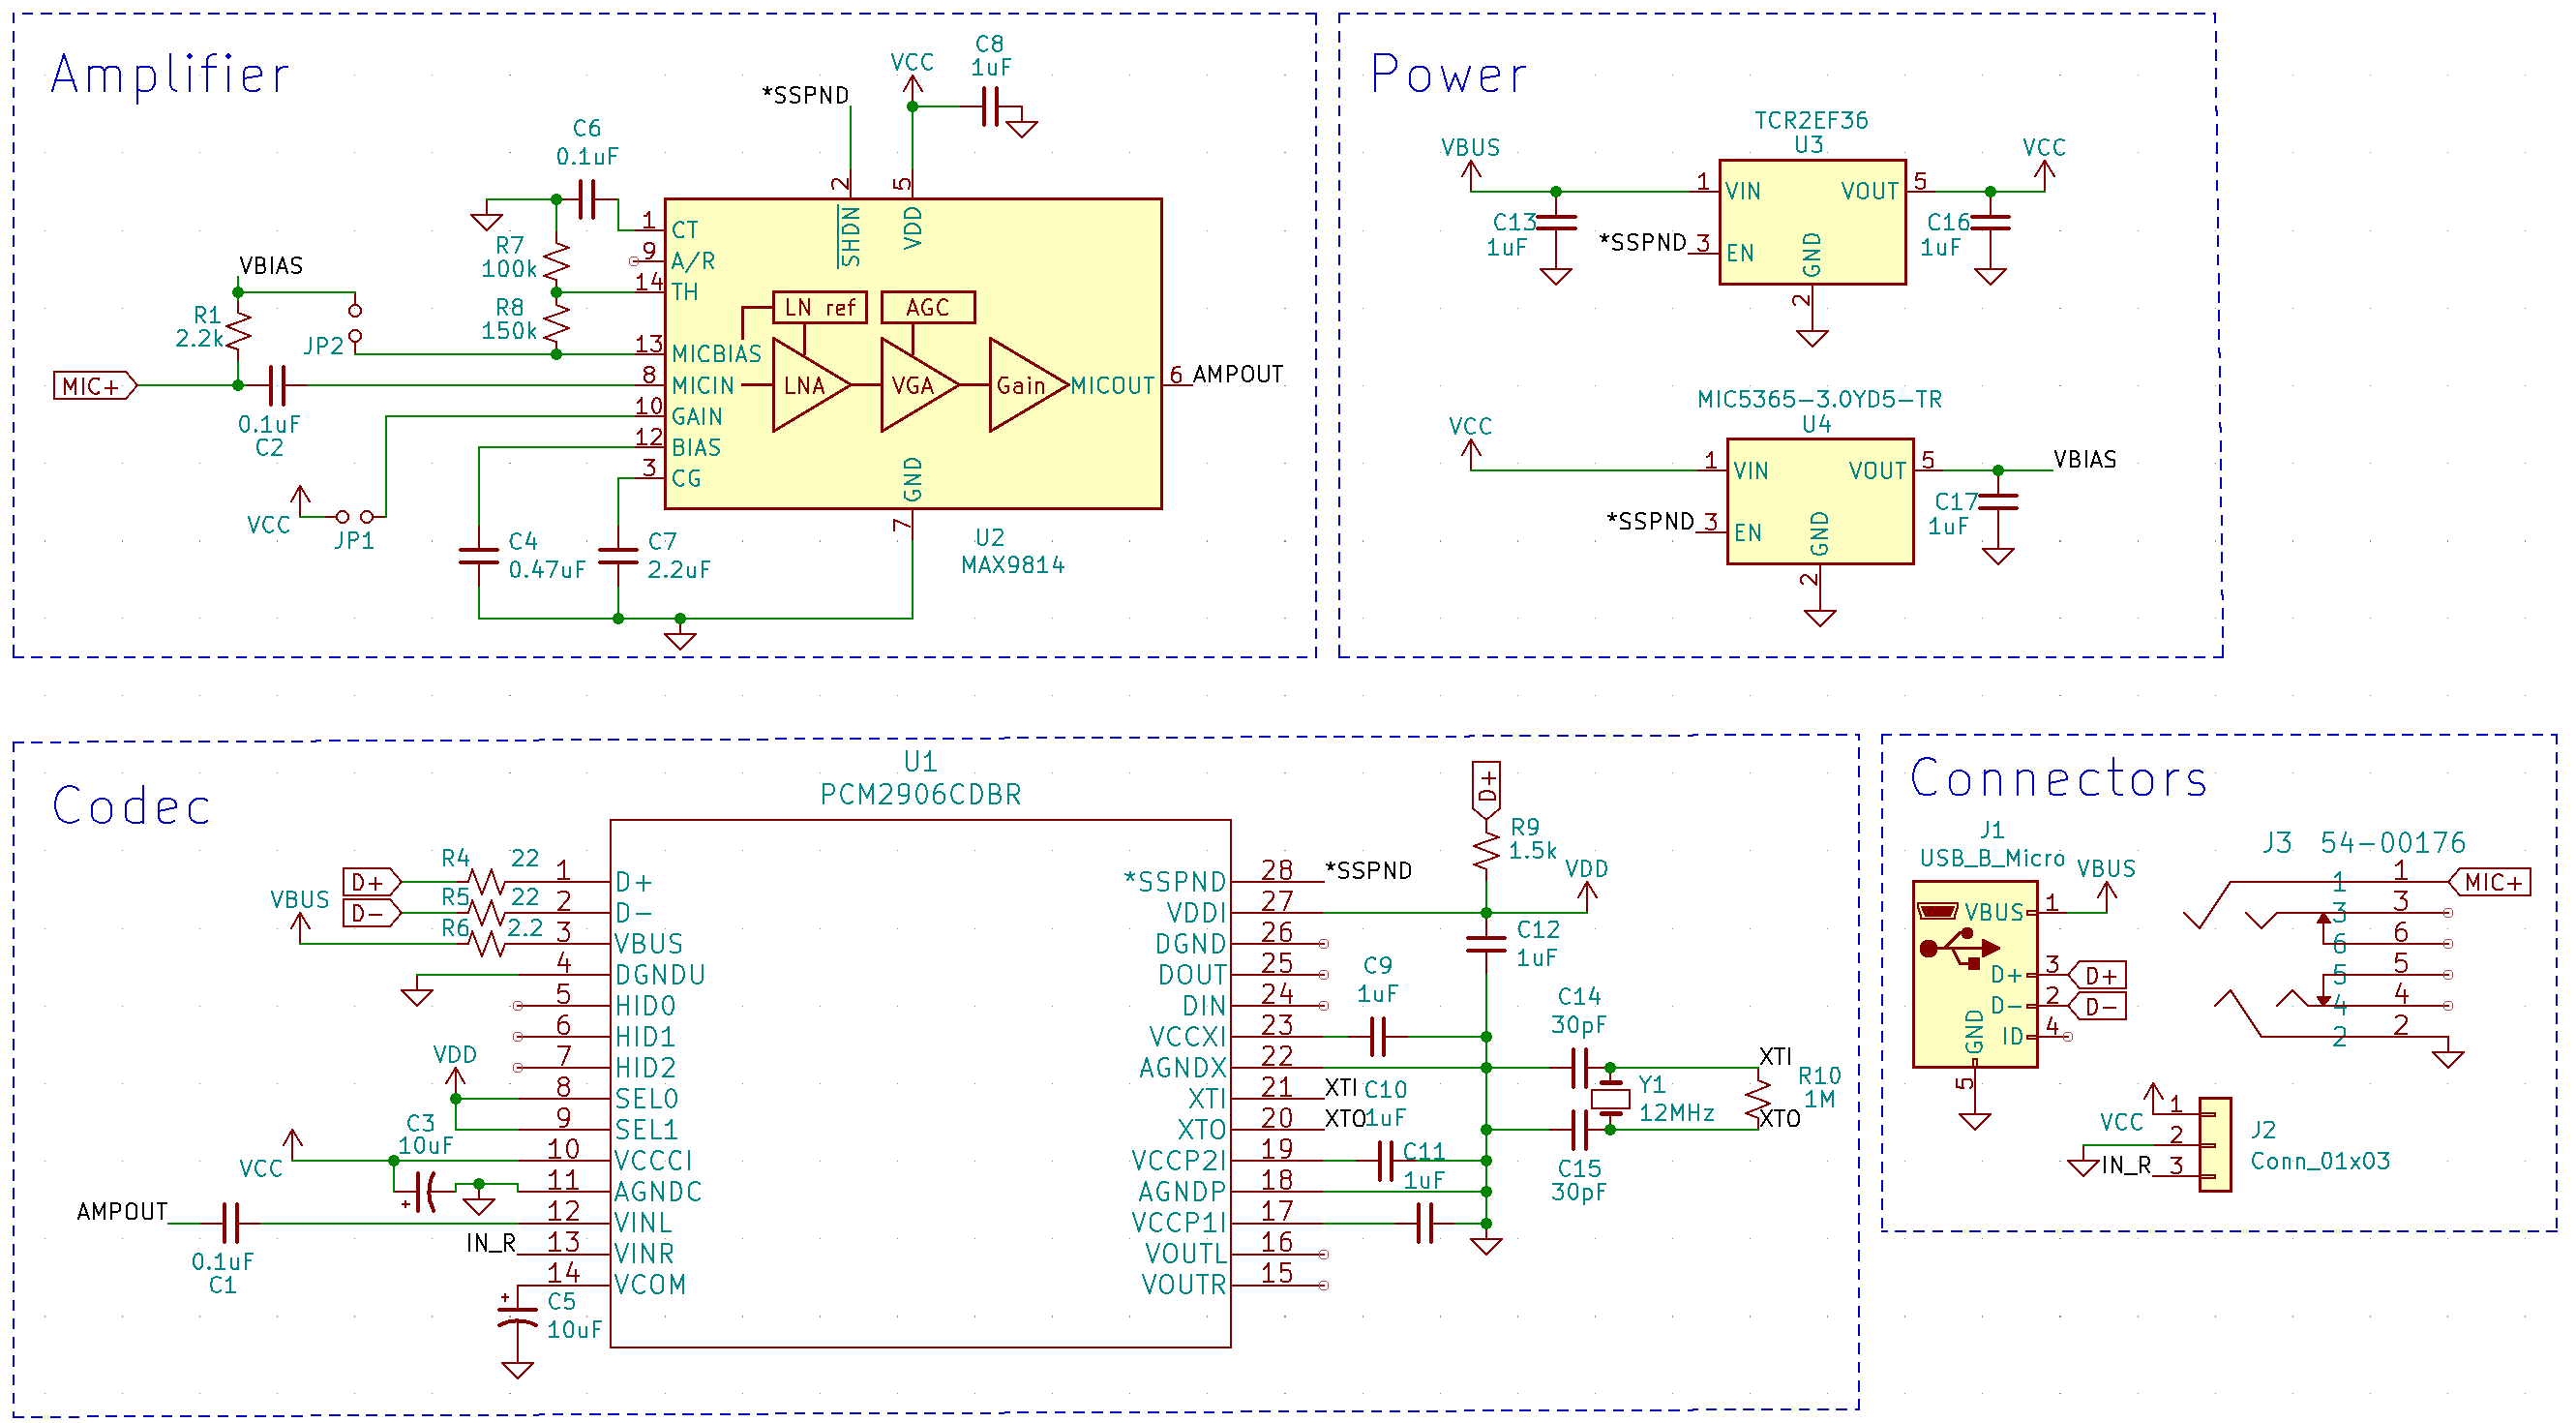 Amplifier
*SSPND
VCC
C8
1uF
C6
0.1uF
2
5
SHDN
VDD
1 CT
9 A/R
14 TH
R7
100k
R8
150k
VBIAS
R1
2.2k
JP2
13 MICBIAS
MIC+
8 MICIN
0.1uF
C2
10 GAIN
12 BIAS
3 CG
LN ref
AGC
LNA
VGA
Gain
MICOUT 6 AMPOUT
GND
7
VCC
JP1
C4
0.47uF
C7
2.2uF
U2
MAX9814
Power
TCR2EF36
U3
VBUS
VCC
1 VIN
VOUT 5
C13
1uF
*SSPND 3 EN
GND
2
C16
1uF
MIC5365-3.0YD5-TR
U4
VCC
1 VIN
VOUT 5
VBIAS
*SSPND 3 EN
GND
2
C17
1uF
Codec
U1
PCM2906CDBR
D+
R4 22
1 D+
D-
R5 22
2 D-
VBUS
R6 2.2
3 VBUS
4 DGNDU
5 HID0
6 HID1
7 HID2
VDD
8 SEL0
9 SEL1
C3
10uF
+
VCC
10 VCCCI
11 AGNDC
AMPOUT
0.1uF
C1
12 VINL
IN_R 13 VINR
14 VCOM
+
C5
10uF
*SSPND 28 *SSPND
VDDI 27
DGND 26
DOUT 25
DIN 24
VCCXI 23
AGNDX 22
XTI 21 XTI
XTO 20 XTO
VCCP2I 19
AGNDP 18
VCCP1I 17
VOUTL 16
VOUTR 15
D+
R9
1.5k
VDD
C12
1uF
C9
1uF
C10
1uF
C11
1uF
C14
30pF
C15
30pF
Y1
12MHz
XTI
R10
1M
XTO
Connectors
J1
USB_B_Micro
VBUS
VBUS 1
D+ 3 D+
D- 2 D-
ID 4
GND
5
J3 54-00176
1 1 MIC+
3 3
6 6
5 5
4 4
2 2
VCC
1
2
IN_R 3
J2
Conn_01x03